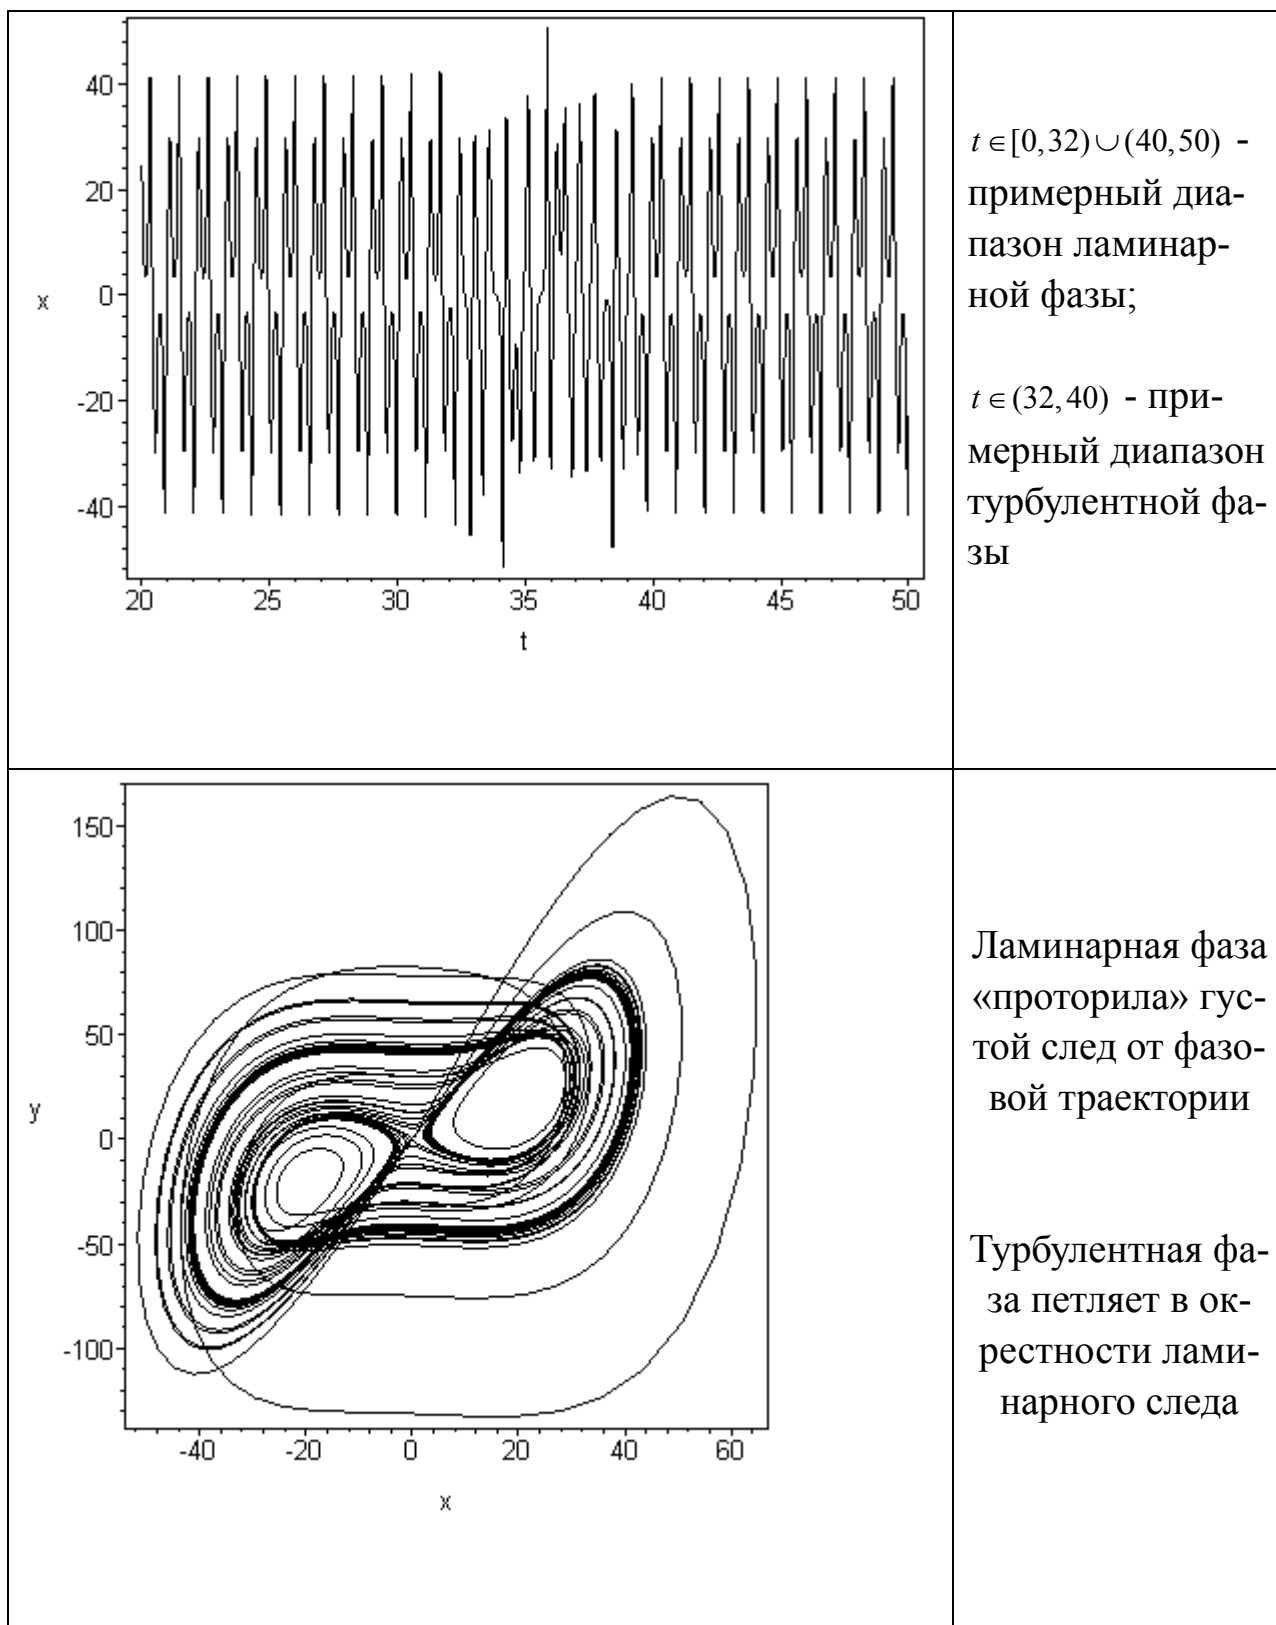 40
20
x
0
-20
-40
20 25 30 35 40 45 50
t
t ∈ [0,32) ∪ (40,50) -
примерный диа-
пазон ламинар-
ной фазы;
t ∈ (32,40) - при-
мерный диапазон
турбулентной фа-
зы
150
100
50
y
0
-50
-100
-40 -20 0 20 40 60
x
Ламинарная фаза
«проторила» гус-
той след от фазо-
вой траектории
Турбулентная фа-
за петляет в ок-
рестности лами-
нарного следа